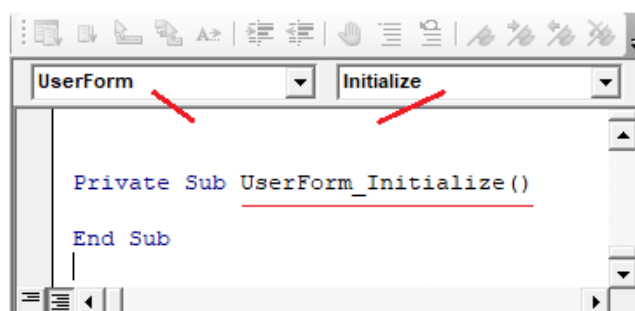 UserForm
Initialize
Private Sub UserForm_Initialize()
End Sub